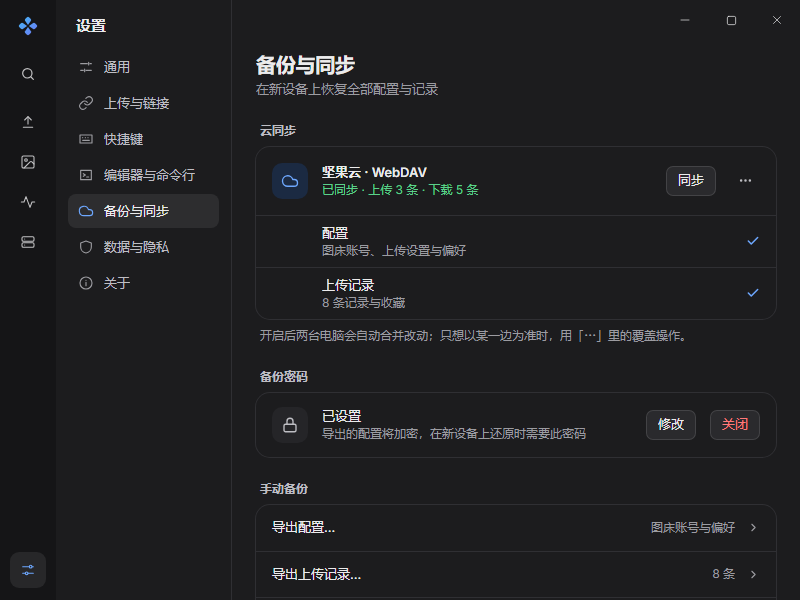 设置
通用
上传与链接
快捷键
编辑器与命令行
备份与同步
数据与隐私
关于
备份与同步
在新设备上恢复全部配置与记录
云同步
坚果云 · WebDAV
已同步 · 上传 3 条 · 下载 5 条
同步
配置
图床账号、上传设置与偏好
上传记录
8 条记录与收藏
开启后两台电脑会自动合并改动；只想以某一边为准时，用「…」里的覆盖操作。
备份密码
已设置
导出的配置将加密，在新设备上还原时需要此密码
修改
关闭
手动备份
导出配置...
图床账号与偏好
导出上传记录...
8 条